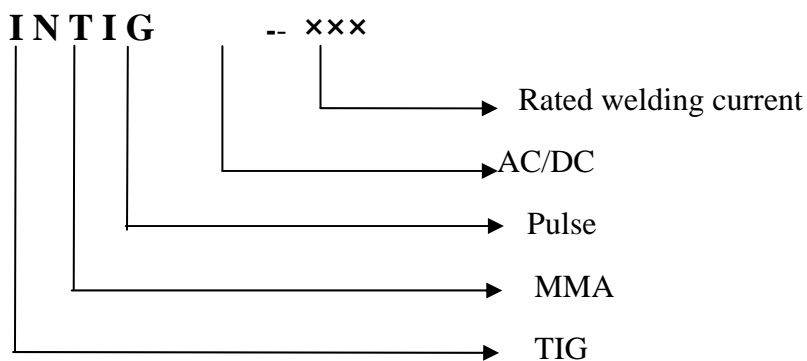 I N T I G -- ×××
Rated welding current
AC/DC
Pulse
MMA
TIG